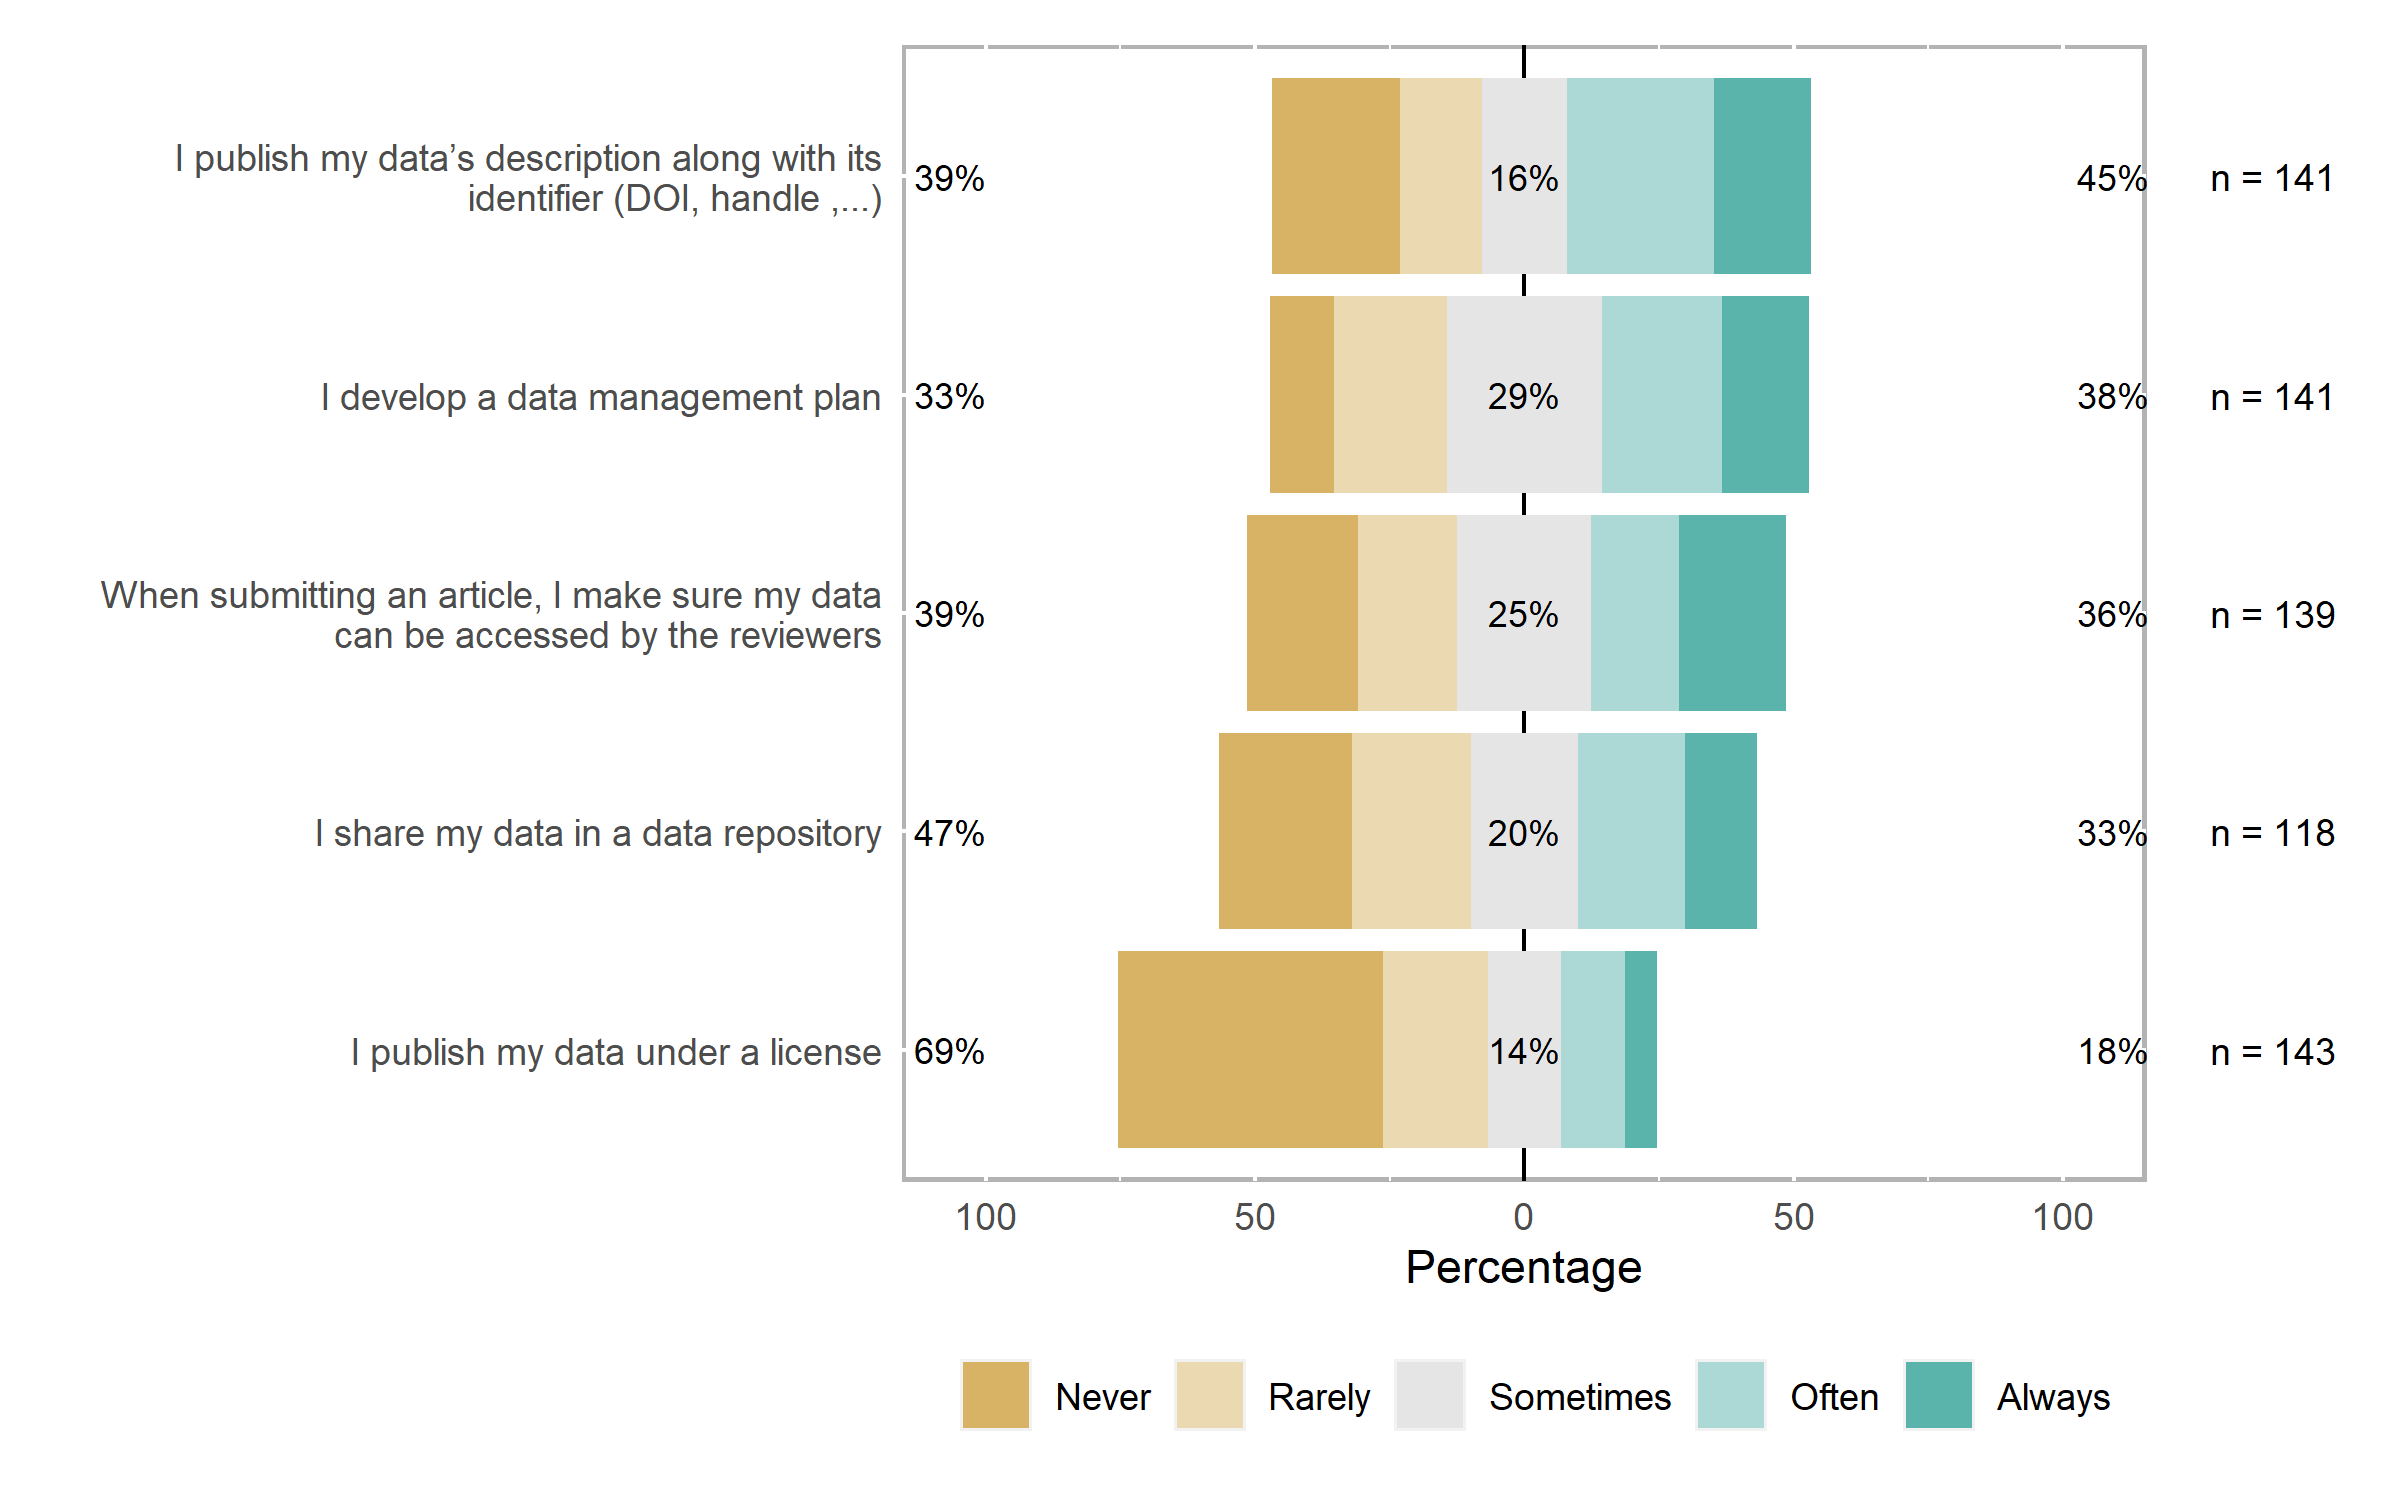 I publish my data’s description along with its
identifier (DOI, handle ,...)
39%
16%
45%
n = 141
I develop a data management plan
33%
29%
38%
n = 141
When submitting an article, I make sure my data
can be accessed by the reviewers
39%
25%
36%
n = 139
I share my data in a data repository
47%
20%
33%
n = 118
I publish my data under a license
69%
14%
18%
n = 143
100
50
0
50
100
Percentage
Never
Rarely
Sometimes
Often
Always